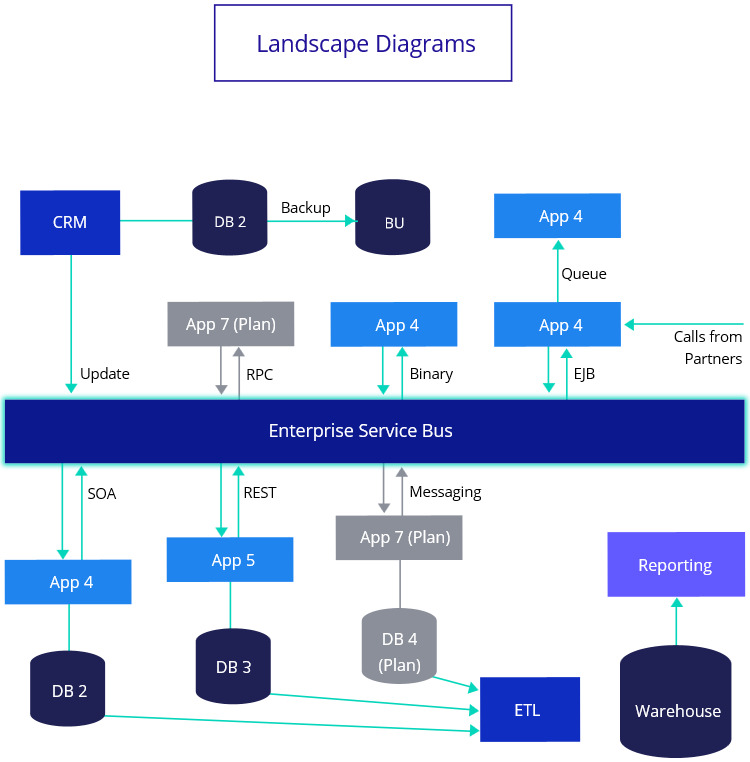 Landscape Diagrams
CRM
DB 2
Backup
BU
App 4
Queue
App 7 (Plan)
App 4
App 4
Calls from
Partners
Update
RPC
Binary
EJB
Enterprise Service Bus
SOA
REST
Messaging
App 4
App 5
App 7 (Plan)
Reporting
DB 2
DB 3
DB 4
(Plan)
ETL
Warehouse